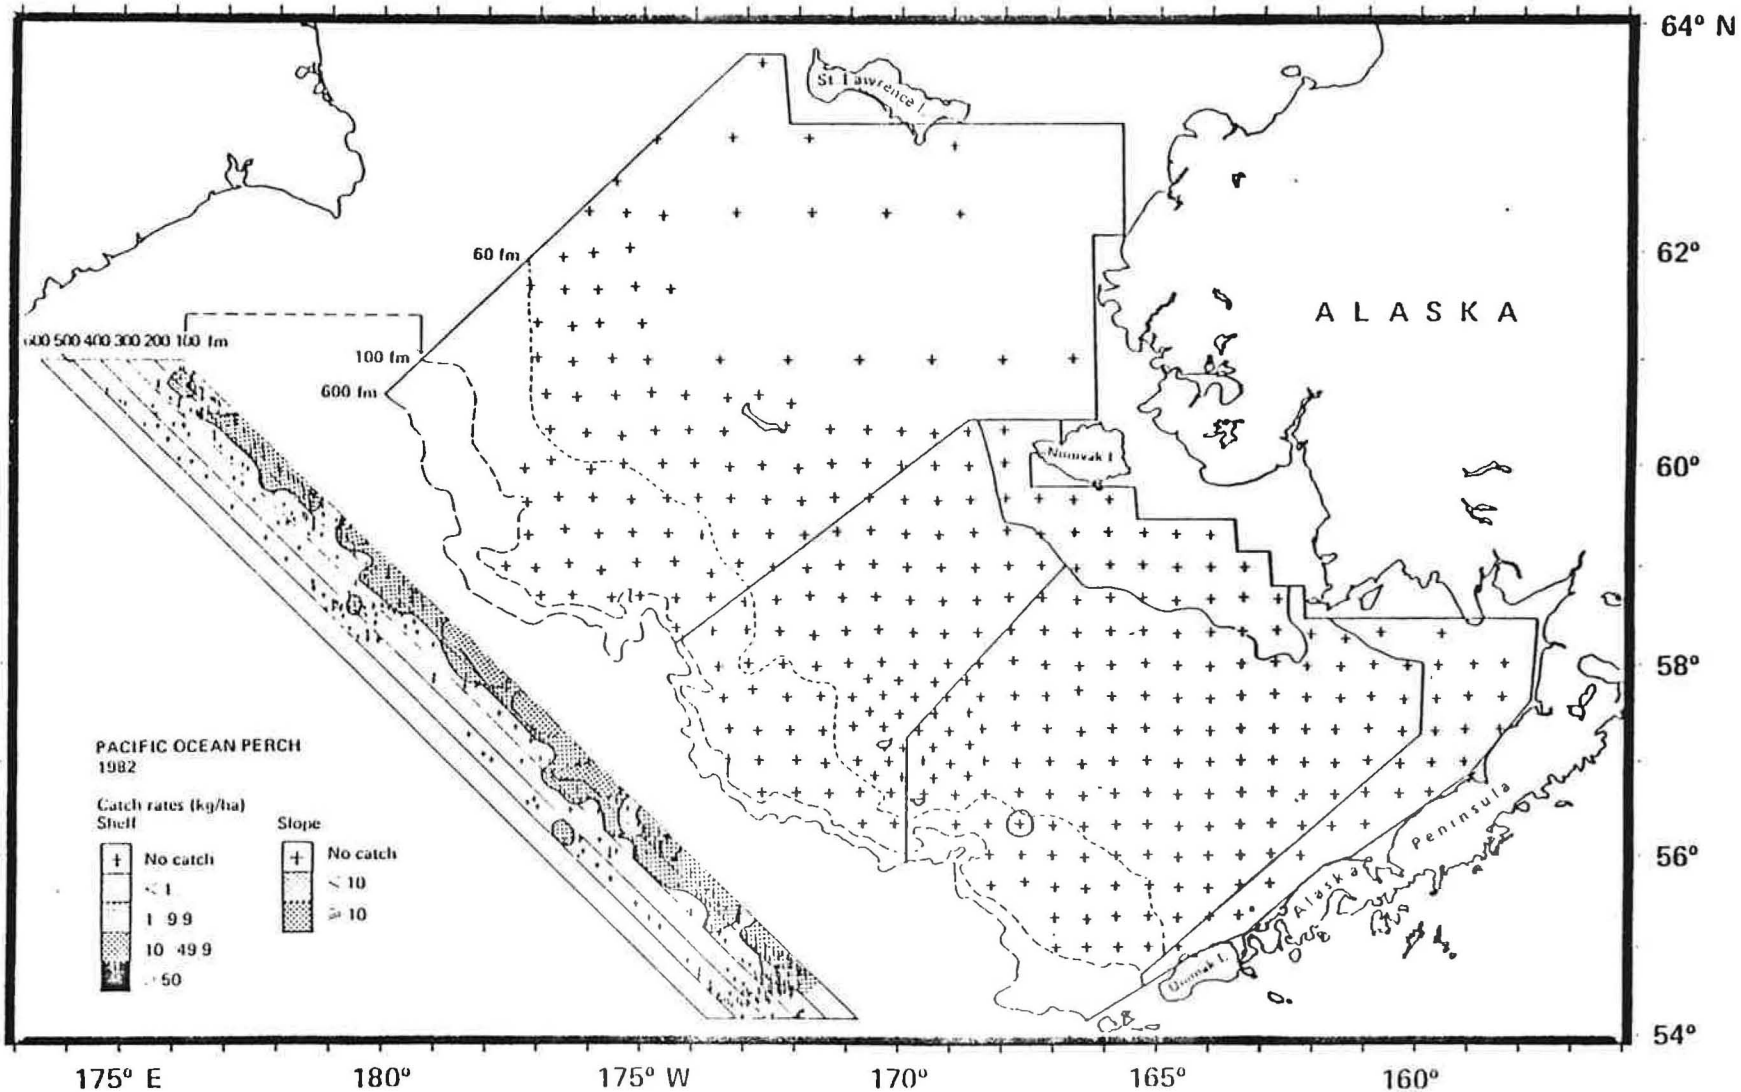 64° N
St. Lawrence I.
60 fm
62°
ALASKA
600 500 400 300 200 100 fm
100 fm
600 fm
Nunivak I.
60°
58°
PACIFIC OCEAN PERCH
1982
Catch rates (kg/ha)
Shelf
Slope
No catch
No catch
< 1
< 10
1 9 9
≥ 10
10 49 9
50
Alaska Peninsula
56°
Unimak I.
54°
175° E
180°
175° W
170°
165°
160°